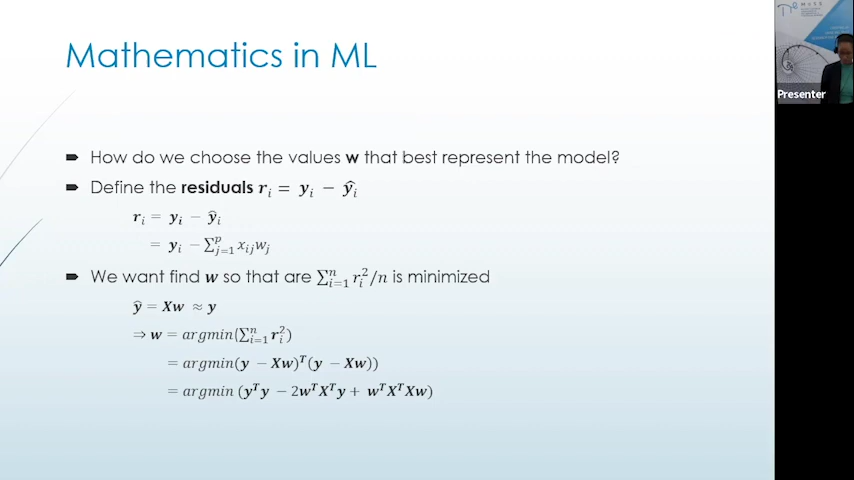 Mathematics in ML
How do we choose the values w that best represent the model?
Define the residuals rᵢ = yᵢ − ŷᵢ
rᵢ = yᵢ − ŷᵢ
= yᵢ − ∑ᵖⱼ₌₁ xᵢⱼwⱼ
We want find w so that are ∑ⁿᵢ₌₁ rᵢ²/n is minimized
ŷ = Xw ≈ y
⇒ w = argmin(∑ⁿᵢ₌₁ rᵢ²)
= argmin(y − Xw)ᵀ(y − Xw))
= argmin (yᵀy − 2wᵀXᵀy + wᵀXᵀXw)
Presenter